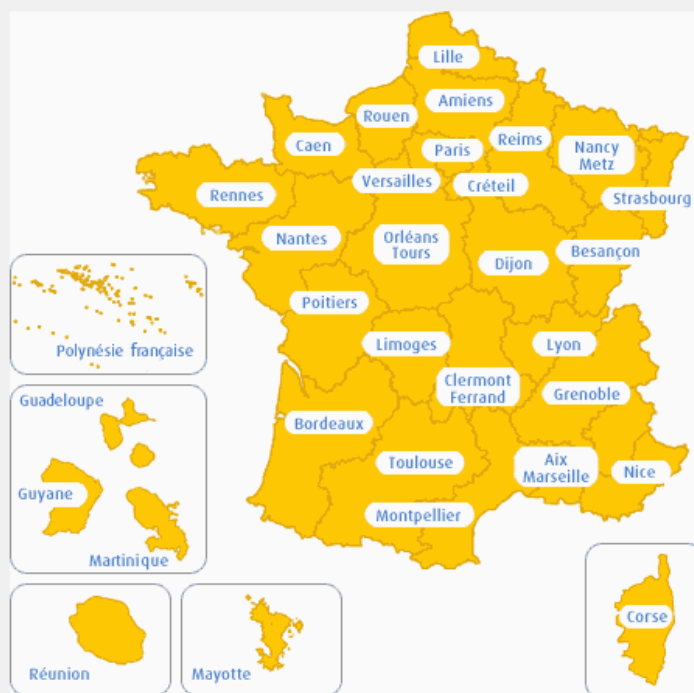 Lille
Amiens
Rouen
Caen
Paris
Reims
Nancy
Metz
Versailles
Créteil
Strasbourg
Rennes
Nantes
Orléans
Tours
Dijon
Besançon
Poitiers
Polynésie française
Limoges
Lyon
Clermont
Ferrand
Grenoble
Guadeloupe
Bordeaux
Toulouse
Aix
Marseille
Nice
Guyane
Montpellier
Martinique
Corse
Réunion
Mayotte